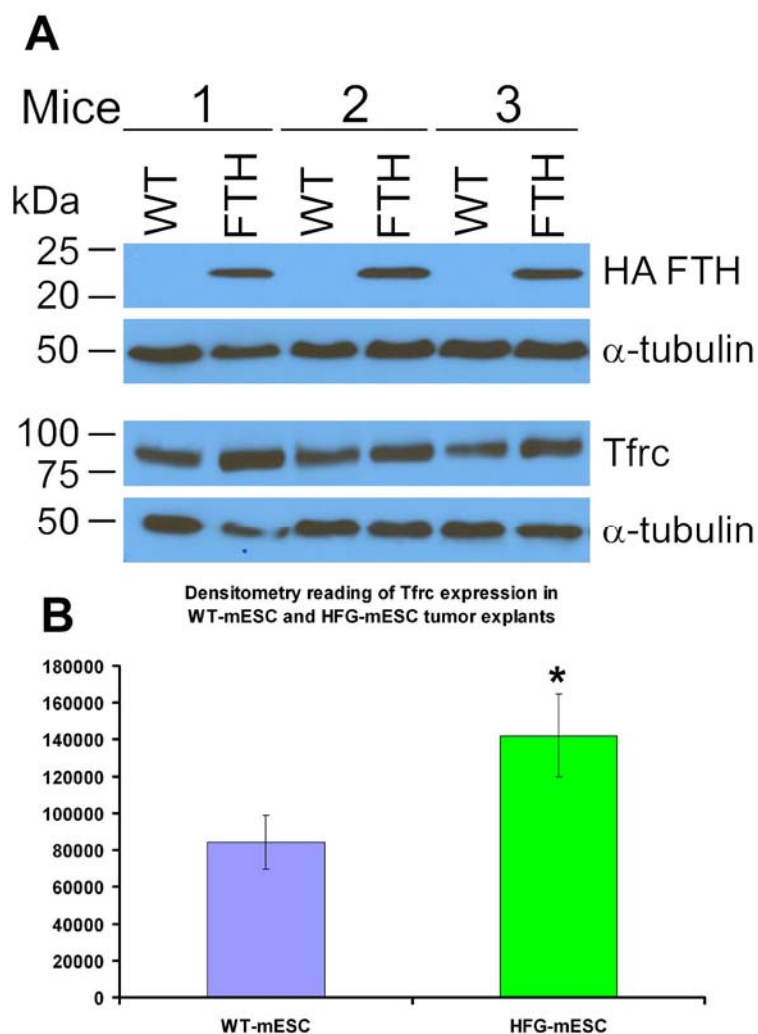 A
Mice 1 2 3
kDa WT FTH WT FTH WT FTH
25
20
HA FTH
50
α-tubulin
100
75
Tfrc
50
α-tubulin
B
Densitometry reading of Tfrc expression in
WT-mESC and HFG-mESC tumor explants
180000
160000
140000
120000
100000
80000
60000
40000
20000
0
*
WT-mESC
HFG-mESC